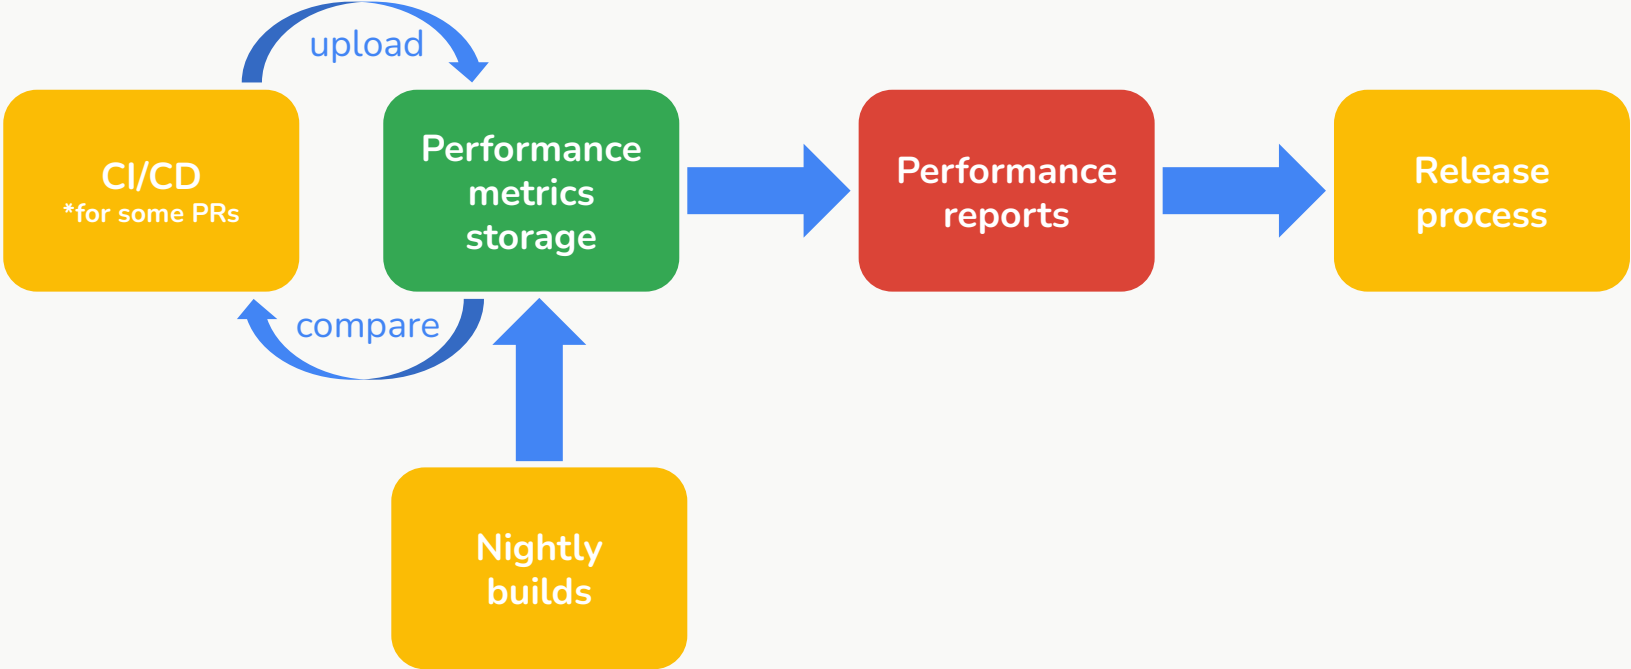 upload
CI/CD
*for some PRs
Performance
metrics
storage
Performance
reports
Release
process
compare
Nightly
builds